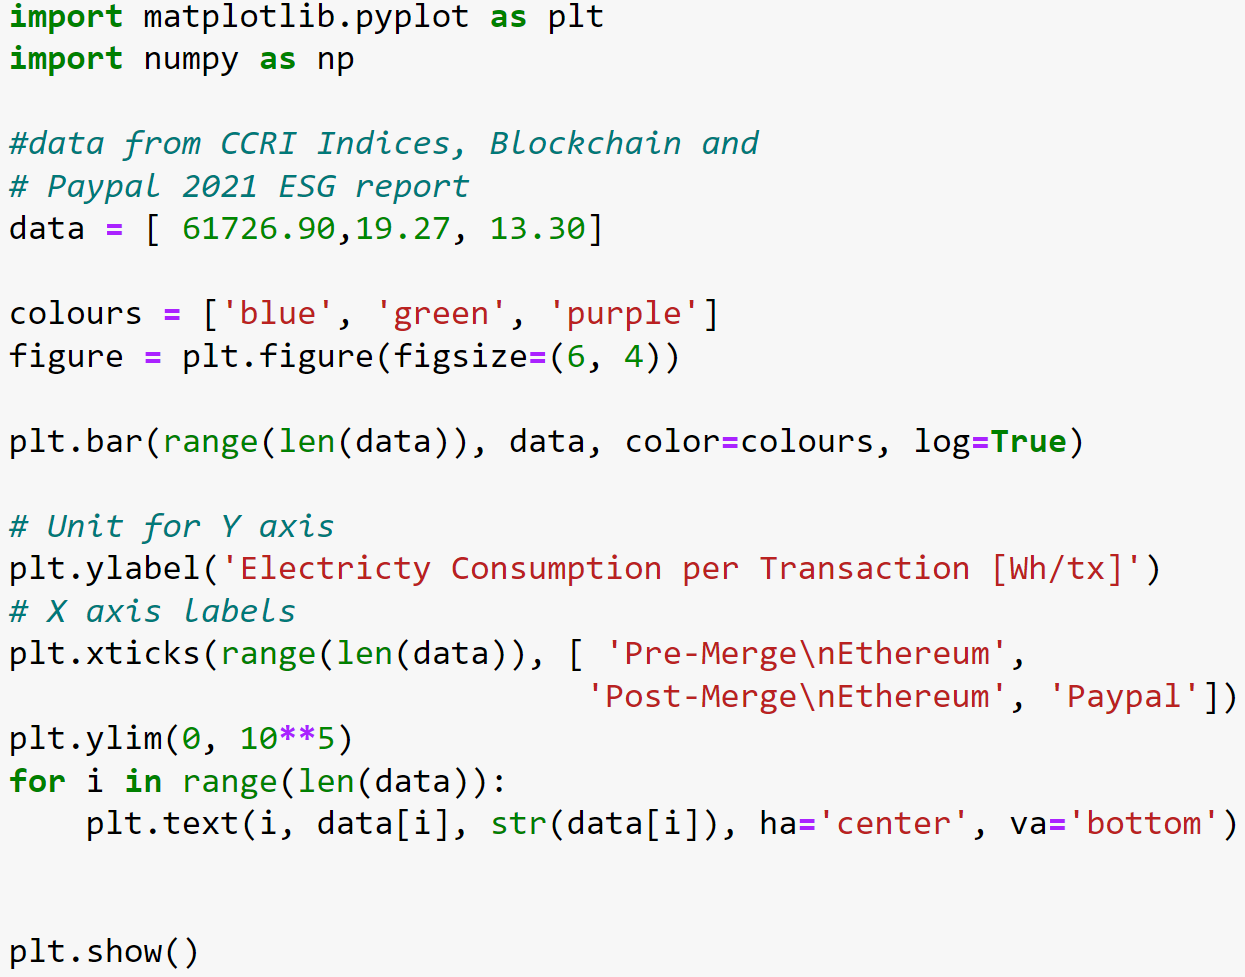 import matplotlib.pyplot as plt
import numpy as np
#data from CCRI Indices, Blockchain and
# Paypal 2021 ESG report
data = [ 61726.90,19.27, 13.30]
colours = ['blue', 'green', 'purple']
figure = plt.figure(figsize=(6, 4))
plt.bar(range(len(data)), data, color=colours, log=True)
# Unit for Y axis
plt.ylabel('Electricty Consumption per Transaction [Wh/tx]')
# X axis labels
plt.xticks(range(len(data)), [ 'Pre-Merge\nEthereum',
'Post-Merge\nEthereum', 'Paypal'])
plt.ylim(0, 10**5)
for i in range(len(data)):
    plt.text(i, data[i], str(data[i]), ha='center', va='bottom')
plt.show()